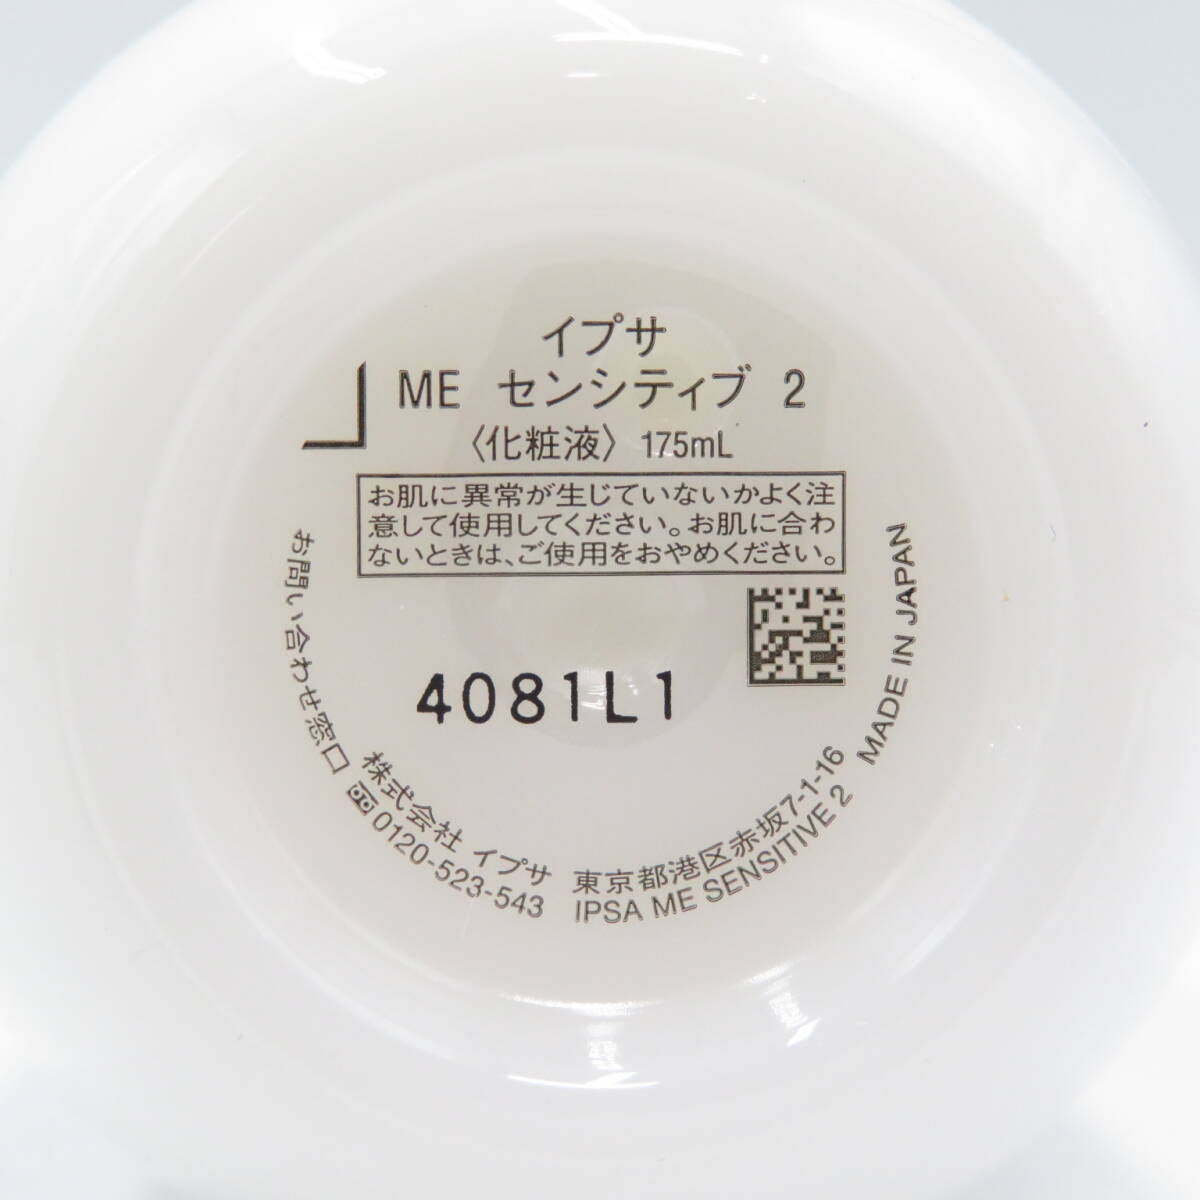 イプサ
ME センシティブ 2
〈化粧液〉 175mL
お肌に異常が生じていないかよく注
意して使用してください。お肌に合わ
ないときは、ご使用をおやめください。
4081L1
お問い合わせ窓口
株式会社 イプサ 東京都港区赤坂7-1-16
0120-523-543 IPSA ME SENSITIVE 2 MADE IN JAPAN